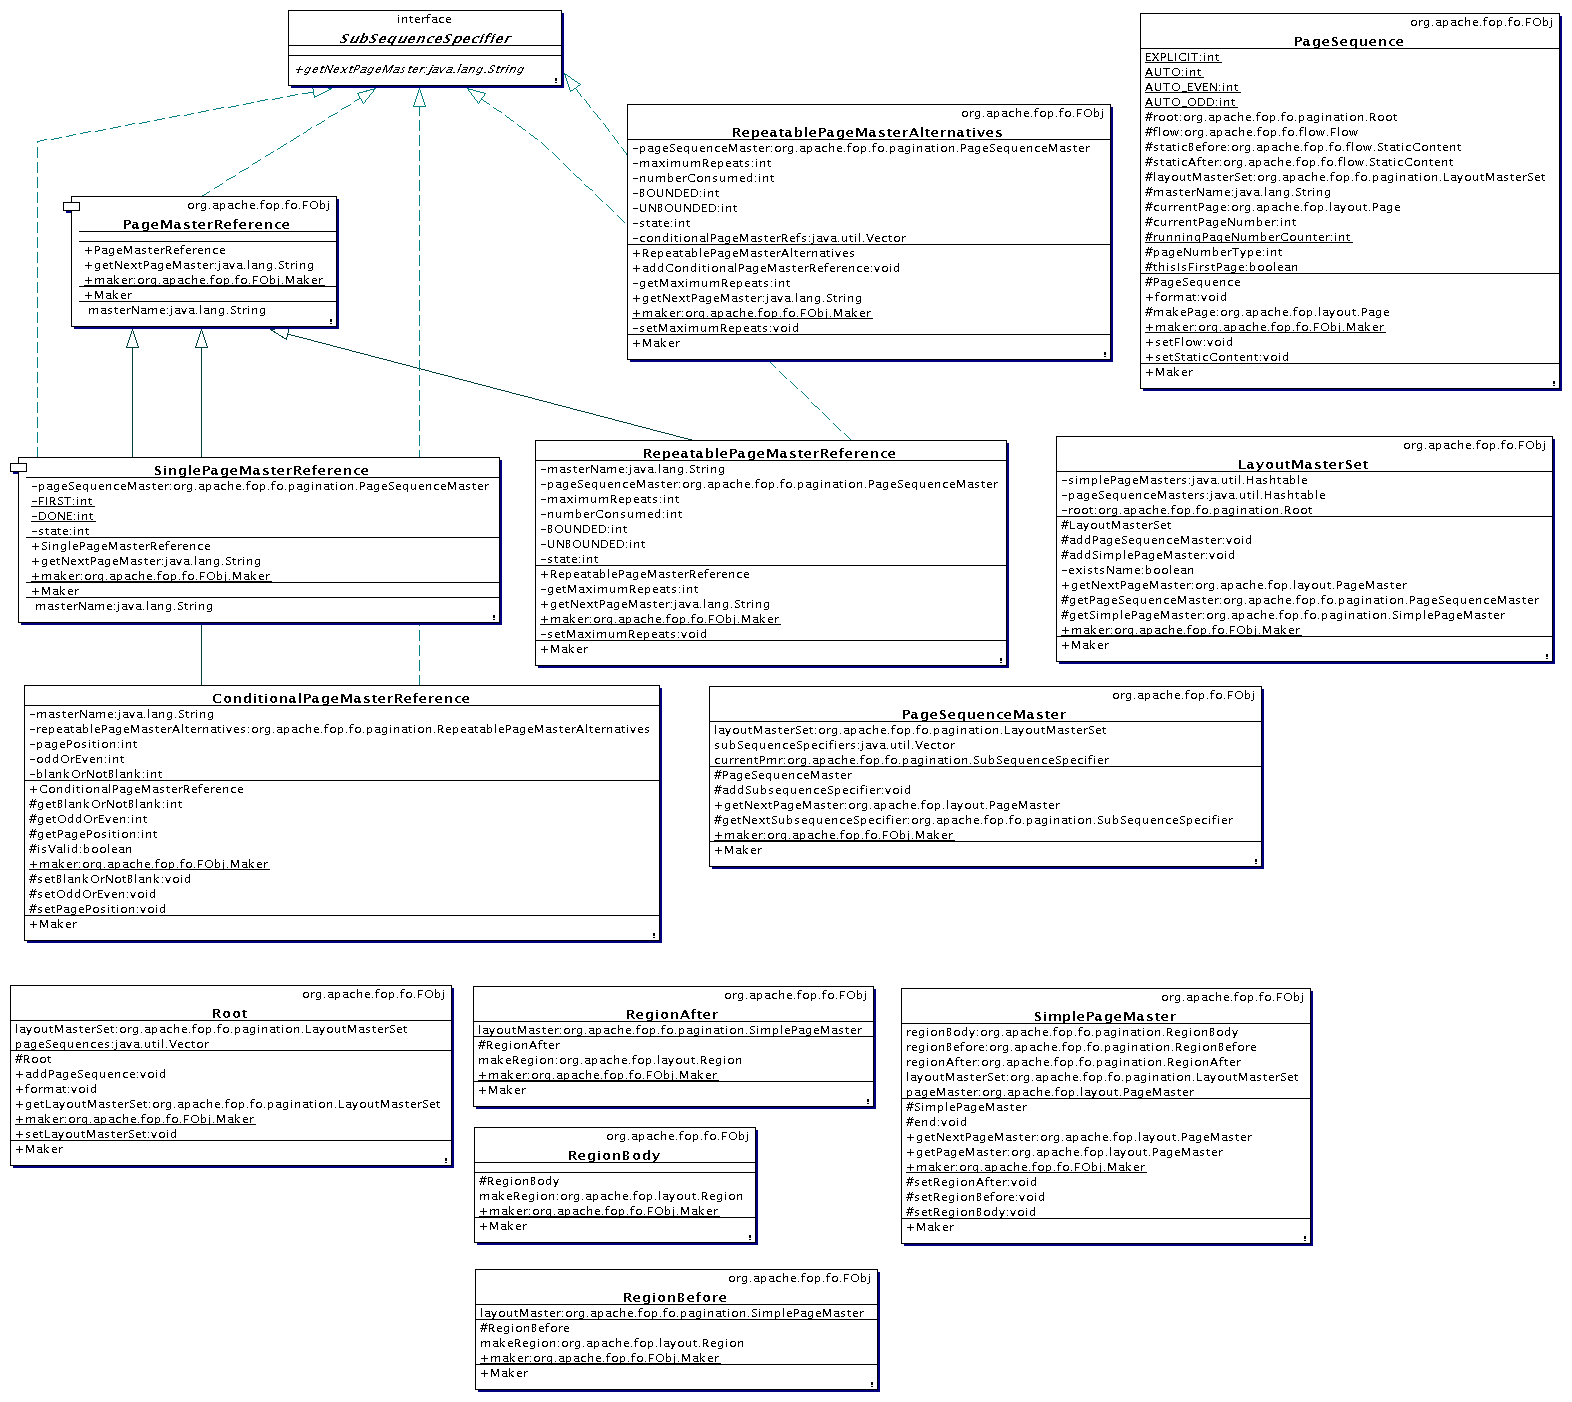 interface
SubSequenceSpecifier
+getNextPageMaster:java.lang.String
org.apache.fop.fo.FObj
PageSequence
EXPLICIT:int
AUTO:int
AUTO_EVEN:int
AUTO_ODD:int
#root:org.apache.fop.fo.pagination.Root
#flow:org.apache.fop.fo.flow.Flow
#staticBefore:org.apache.fop.fo.flow.StaticContent
#staticAfter:org.apache.fop.fo.flow.StaticContent
#layoutMasterSet:org.apache.fop.fo.pagination.LayoutMasterSet
#masterName:java.lang.String
#currentPage:org.apache.fop.layout.Page
#currentPageNumber:int
#runningPageNumberCounter:int
#pageNumberType:int
#thisIsFirstPage:boolean
#PageSequence
+format:void
#makePage:org.apache.fop.layout.Page
+maker:org.apache.fop.fo.FObj.Maker
+setFlow:void
+setStaticContent:void
+Maker
org.apache.fop.fo.FObj
RepeatablePageMasterAlternatives
-pageSequenceMaster:org.apache.fop.fo.pagination.PageSequenceMaster
-maximumRepeats:int
-numberConsumed:int
-BOUNDED:int
-UNBOUNDED:int
-state:int
-conditionalPageMasterRefs:java.util.Vector
+RepeatablePageMasterAlternatives
+addConditionalPageMasterReference:void
-getMaximumRepeats:int
+getNextPageMaster:java.lang.String
+maker:org.apache.fop.fo.FObj.Maker
-setMaximumRepeats:void
+Maker
org.apache.fop.fo.FObj
PageMasterReference
+PageMasterReference
+getNextPageMaster:java.lang.String
+maker:org.apache.fop.fo.FObj.Maker
+Maker
masterName:java.lang.String
SinglePageMasterReference
-pageSequenceMaster:org.apache.fop.fo.pagination.PageSequenceMaster
-FIRST:int
-DONE:int
-state:int
+SinglePageMasterReference
+getNextPageMaster:java.lang.String
+maker:org.apache.fop.fo.FObj.Maker
+Maker
masterName:java.lang.String
RepeatablePageMasterReference
-masterName:java.lang.String
-pageSequenceMaster:org.apache.fop.fo.pagination.PageSequenceMaster
-maximumRepeats:int
-numberConsumed:int
-BOUNDED:int
-UNBOUNDED:int
-state:int
+RepeatablePageMasterReference
-getMaximumRepeats:int
+getNextPageMaster:java.lang.String
+maker:org.apache.fop.fo.FObj.Maker
-setMaximumRepeats:void
+Maker
org.apache.fop.fo.FObj
LayoutMasterSet
-simplePageMasters:java.util.Hashtable
-pageSequenceMasters:java.util.Hashtable
-root:org.apache.fop.fo.pagination.Root
#LayoutMasterSet
#addPageSequenceMaster:void
#addSimplePageMaster:void
-existsName:boolean
+getNextPageMaster:org.apache.fop.layout.PageMaster
#getPageSequenceMaster:org.apache.fop.fo.pagination.PageSequenceMaster
#getSimplePageMaster:org.apache.fop.fo.pagination.SimplePageMaster
+maker:org.apache.fop.fo.FObj.Maker
+Maker
ConditionalPageMasterReference
-masterName:java.lang.String
-repeatablePageMasterAlternatives:org.apache.fop.fo.pagination.RepeatablePageMasterAlternatives
-pagePosition:int
-oddOrEven:int
-blankOrNotBlank:int
+ConditionalPageMasterReference
#getBlankOrNotBlank:int
#getOddOrEven:int
#getPagePosition:int
#isValid:boolean
+maker:org.apache.fop.fo.FObj.Maker
#setBlankOrNotBlank:void
#setOddOrEven:void
#setPagePosition:void
+Maker
org.apache.fop.fo.FObj
PageSequenceMaster
layoutMasterSet:org.apache.fop.fo.pagination.LayoutMasterSet
subSequenceSpecifiers:java.util.Vector
currentPmr:org.apache.fop.fo.pagination.SubSequenceSpecifier
#PageSequenceMaster
#addSubsequenceSpecifier:void
+getNextPageMaster:org.apache.fop.layout.PageMaster
#getNextSubsequenceSpecifier:org.apache.fop.fo.pagination.SubSequenceSpecifier
+maker:org.apache.fop.fo.FObj.Maker
+Maker
org.apache.fop.fo.FObj
Root
layoutMasterSet:org.apache.fop.fo.pagination.LayoutMasterSet
pageSequences:java.util.Vector
#Root
+addPageSequence:void
+format:void
+getLayoutMasterSet:org.apache.fop.fo.pagination.LayoutMasterSet
+maker:org.apache.fop.fo.FObj.Maker
+setLayoutMasterSet:void
+Maker
org.apache.fop.fo.FObj
RegionAfter
layoutMaster:org.apache.fop.fo.pagination.SimplePageMaster
#RegionAfter
makeRegion:org.apache.fop.layout.Region
+maker:org.apache.fop.fo.FObj.Maker
+Maker
org.apache.fop.fo.FObj
RegionBody
#RegionBody
makeRegion:org.apache.fop.layout.Region
+maker:org.apache.fop.fo.FObj.Maker
+Maker
org.apache.fop.fo.FObj
RegionBefore
layoutMaster:org.apache.fop.fo.pagination.SimplePageMaster
#RegionBefore
makeRegion:org.apache.fop.layout.Region
+maker:org.apache.fop.fo.FObj.Maker
+Maker
org.apache.fop.fo.FObj
SimplePageMaster
regionBody:org.apache.fop.fo.pagination.RegionBody
regionBefore:org.apache.fop.fo.pagination.RegionBefore
regionAfter:org.apache.fop.fo.pagination.RegionAfter
layoutMasterSet:org.apache.fop.fo.pagination.LayoutMasterSet
pageMaster:org.apache.fop.layout.PageMaster
#SimplePageMaster
#end:void
+getNextPageMaster:org.apache.fop.layout.PageMaster
+getPageMaster:org.apache.fop.layout.PageMaster
+maker:org.apache.fop.fo.FObj.Maker
#setRegionAfter:void
#setRegionBefore:void
#setRegionBody:void
+Maker